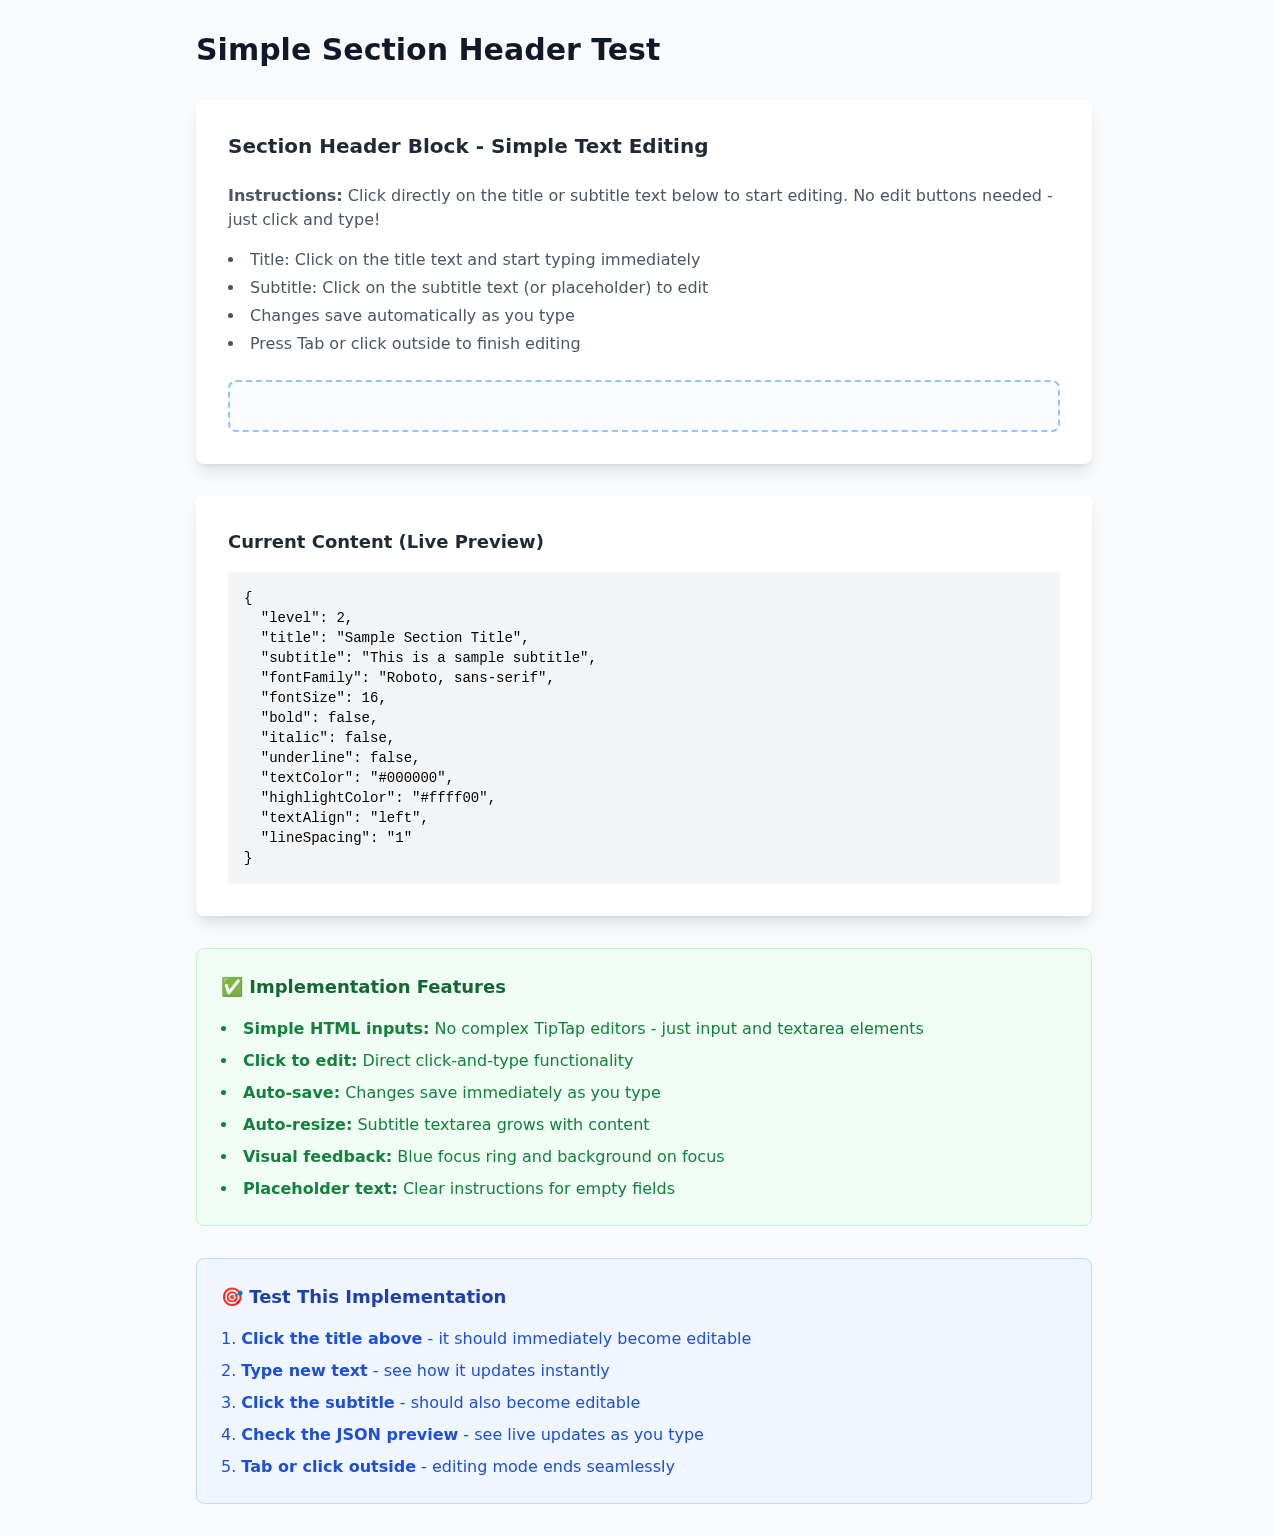 Simple Section Header Test
Section Header Block - Simple Text Editing
Instructions: Click directly on the title or subtitle text below to start editing. No edit buttons needed -
just click and type!
• Title: Click on the title text and start typing immediately
• Subtitle: Click on the subtitle text (or placeholder) to edit
• Changes save automatically as you type
• Press Tab or click outside to finish editing
Current Content (Live Preview)
{
  "level": 2,
  "title": "Sample Section Title",
  "subtitle": "This is a sample subtitle",
  "fontFamily": "Roboto, sans-serif",
  "fontSize": 16,
  "bold": false,
  "italic": false,
  "underline": false,
  "textColor": "#000000",
  "highlightColor": "#ffff00",
  "textAlign": "left",
  "lineSpacing": "1"
}
✅ Implementation Features
• Simple HTML inputs: No complex TipTap editors - just input and textarea elements
• Click to edit: Direct click-and-type functionality
• Auto-save: Changes save immediately as you type
• Auto-resize: Subtitle textarea grows with content
• Visual feedback: Blue focus ring and background on focus
• Placeholder text: Clear instructions for empty fields
🎯 Test This Implementation
1. Click the title above - it should immediately become editable
2. Type new text - see how it updates instantly
3. Click the subtitle - should also become editable
4. Check the JSON preview - see live updates as you type
5. Tab or click outside - editing mode ends seamlessly